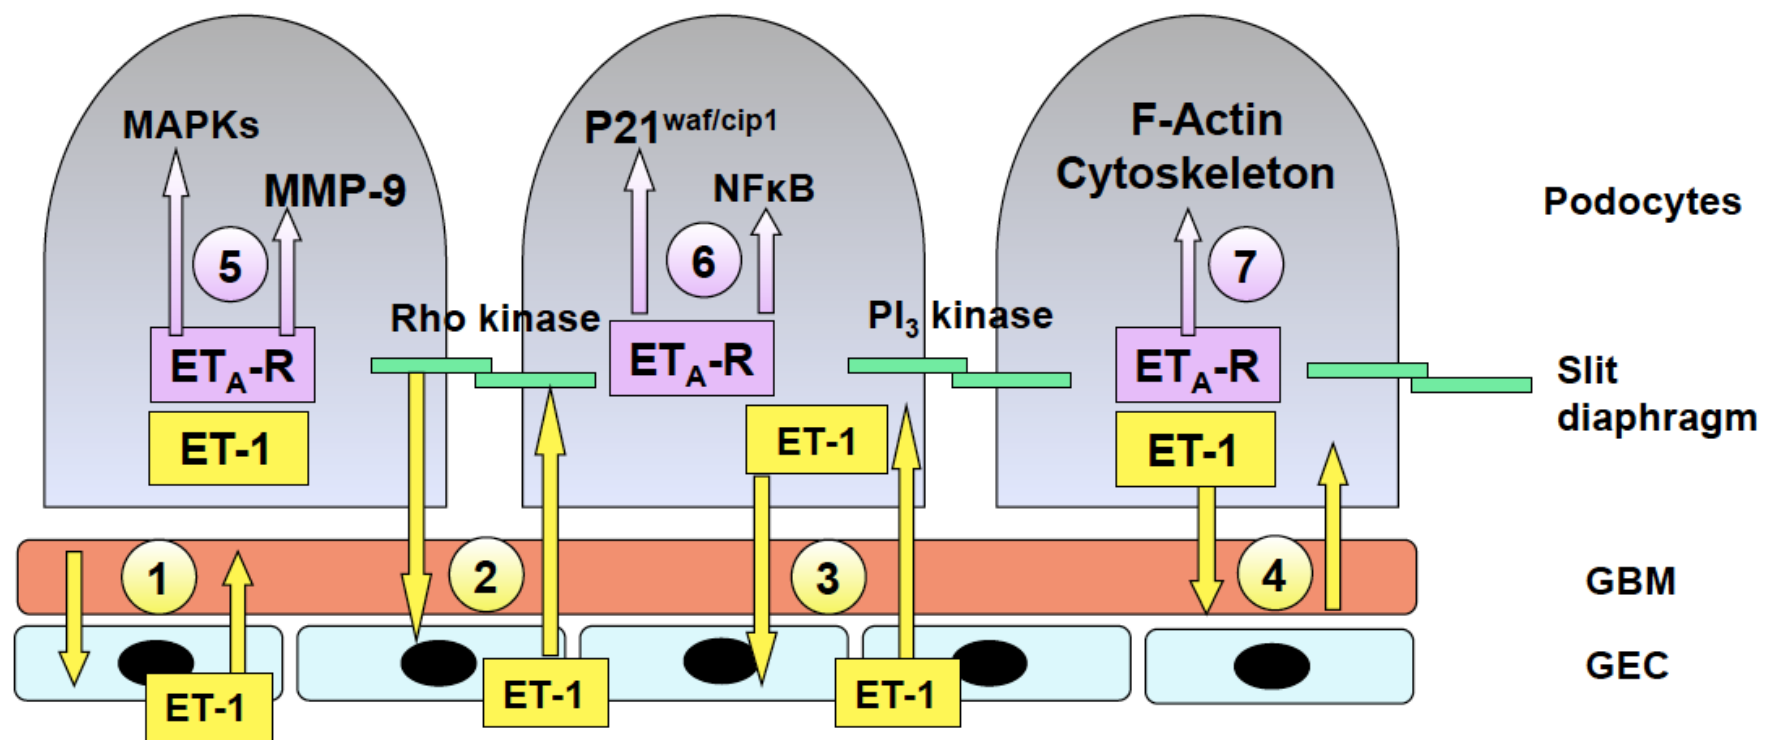 MAPKs
MMP-9
5
ETA-R
ET-1
Rho kinase
P21waf/cip1
NFκB
6
ETA-R
ET-1
PI3 kinase
F-Actin
Cytoskeleton
7
ETA-R
ET-1
Podocytes
Slit
diaphragm
1
2
3
4
GBM
GEC
ET-1
ET-1
ET-1